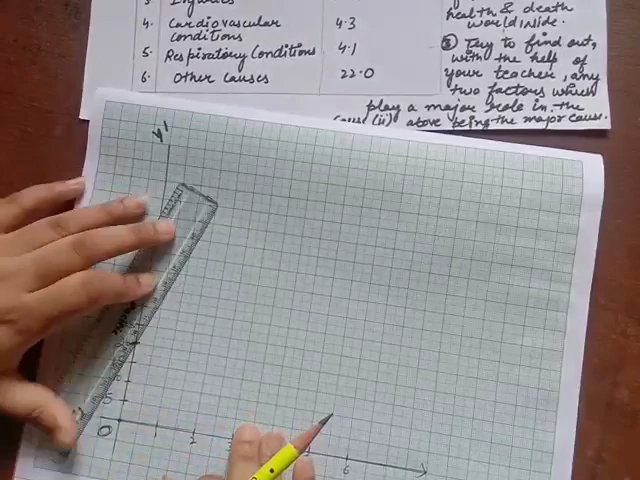 3. Injuries
4. Cardiovascular conditions 4.3
5. Respiratory Conditions 4.1
6. Other causes 22.0
health & death
worldwide.
③ Try to find out,
with the help of
your teacher, any
two factors which
play a major role in the
cause (ii) above being the major cause.
y'
5
0
2
6